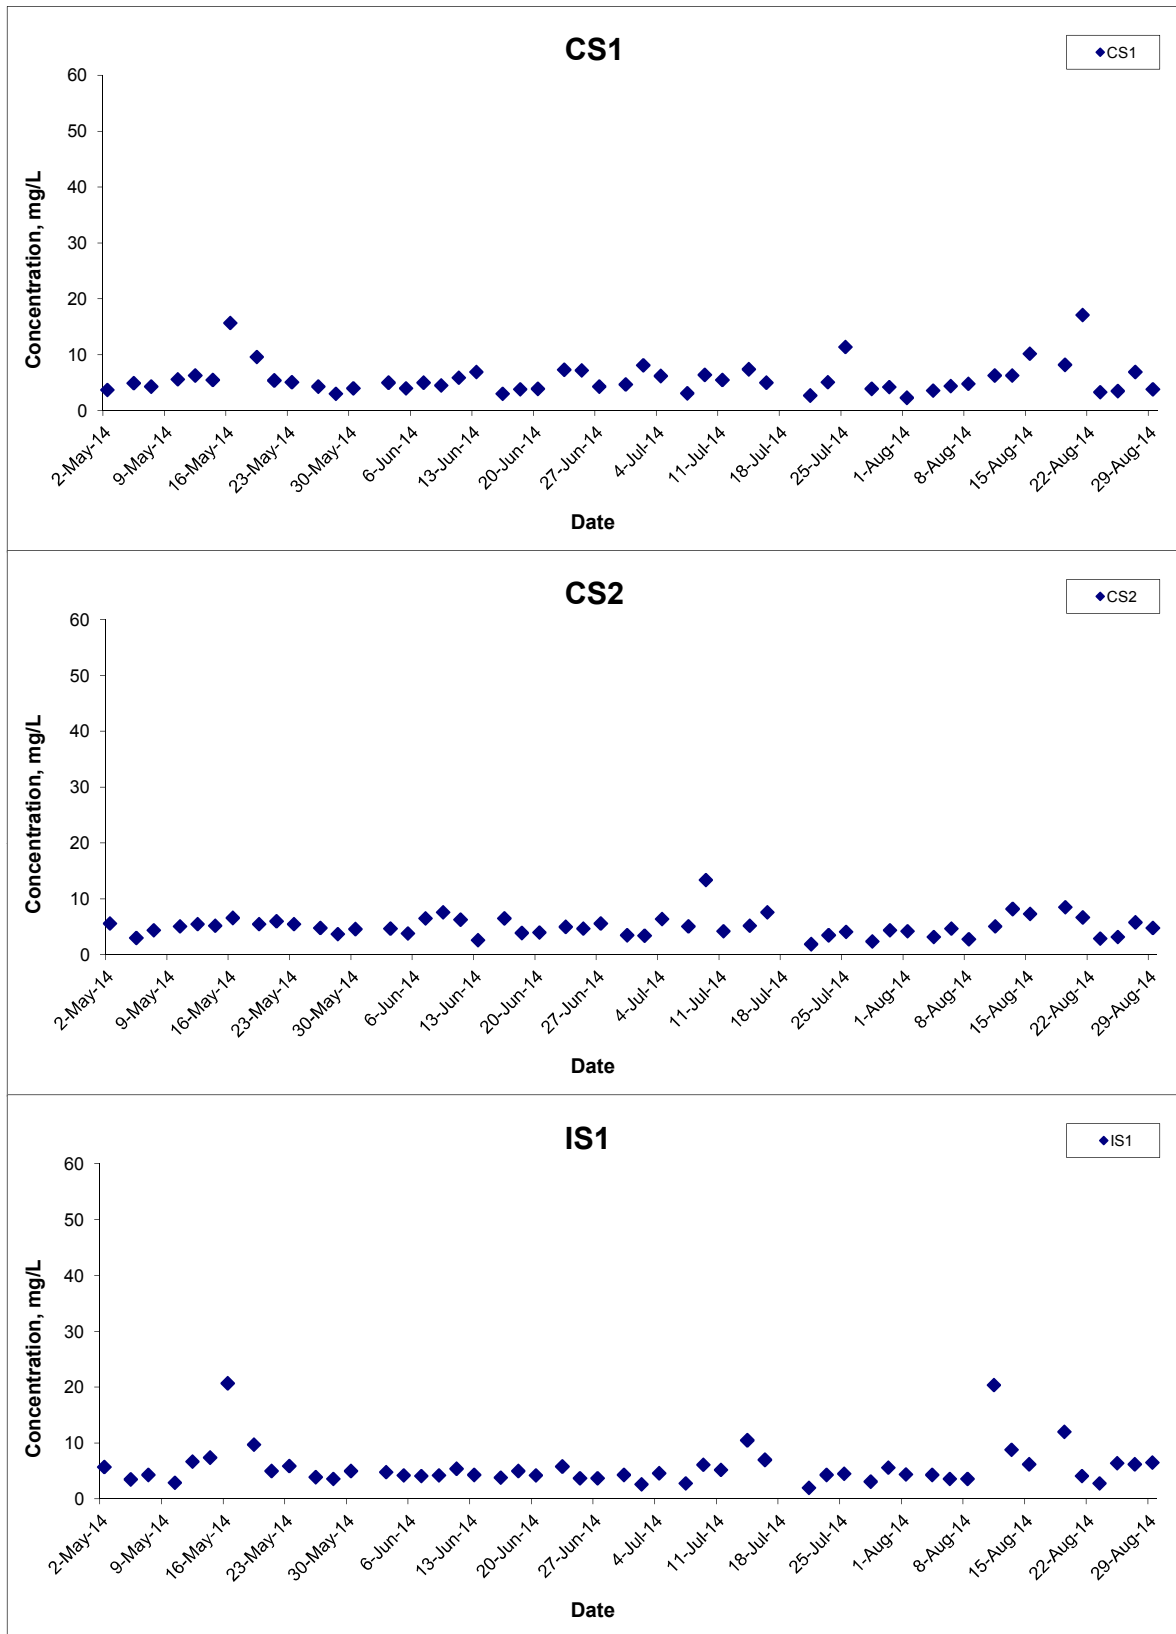 CS1
CS1
60
50
40
30
20
10
0
Concentration, mg/L
2-May-14
9-May-14
16-May-14
23-May-14
30-May-14
6-Jun-14
13-Jun-14
20-Jun-14
27-Jun-14
4-Jul-14
11-Jul-14
18-Jul-14
25-Jul-14
1-Aug-14
8-Aug-14
15-Aug-14
22-Aug-14
29-Aug-14
Date
CS2
CS2
60
50
40
30
20
10
0
Concentration, mg/L
2-May-14
9-May-14
16-May-14
23-May-14
30-May-14
6-Jun-14
13-Jun-14
20-Jun-14
27-Jun-14
4-Jul-14
11-Jul-14
18-Jul-14
25-Jul-14
1-Aug-14
8-Aug-14
15-Aug-14
22-Aug-14
29-Aug-14
Date
IS1
IS1
60
50
40
30
20
10
0
Concentration, mg/L
2-May-14
9-May-14
16-May-14
23-May-14
30-May-14
6-Jun-14
13-Jun-14
20-Jun-14
27-Jun-14
4-Jul-14
11-Jul-14
18-Jul-14
25-Jul-14
1-Aug-14
8-Aug-14
15-Aug-14
22-Aug-14
29-Aug-14
Date